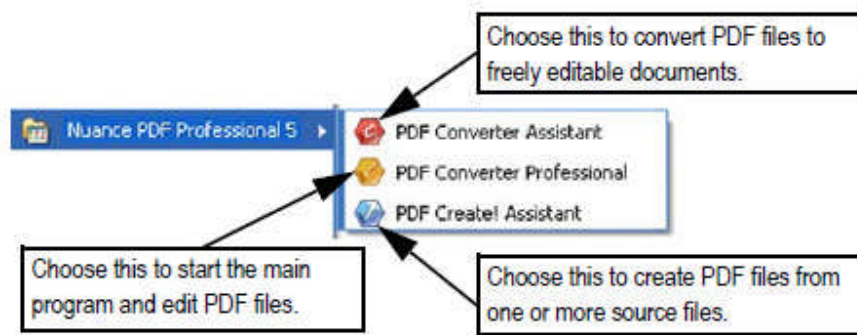 Choose this to convert PDF files to
freely editable documents.
Nuance PDF Professional 5
PDF Converter Assistant
PDF Converter Professional
PDF Create! Assistant
Choose this to start the main
program and edit PDF files.
Choose this to create PDF files from
one or more source files.